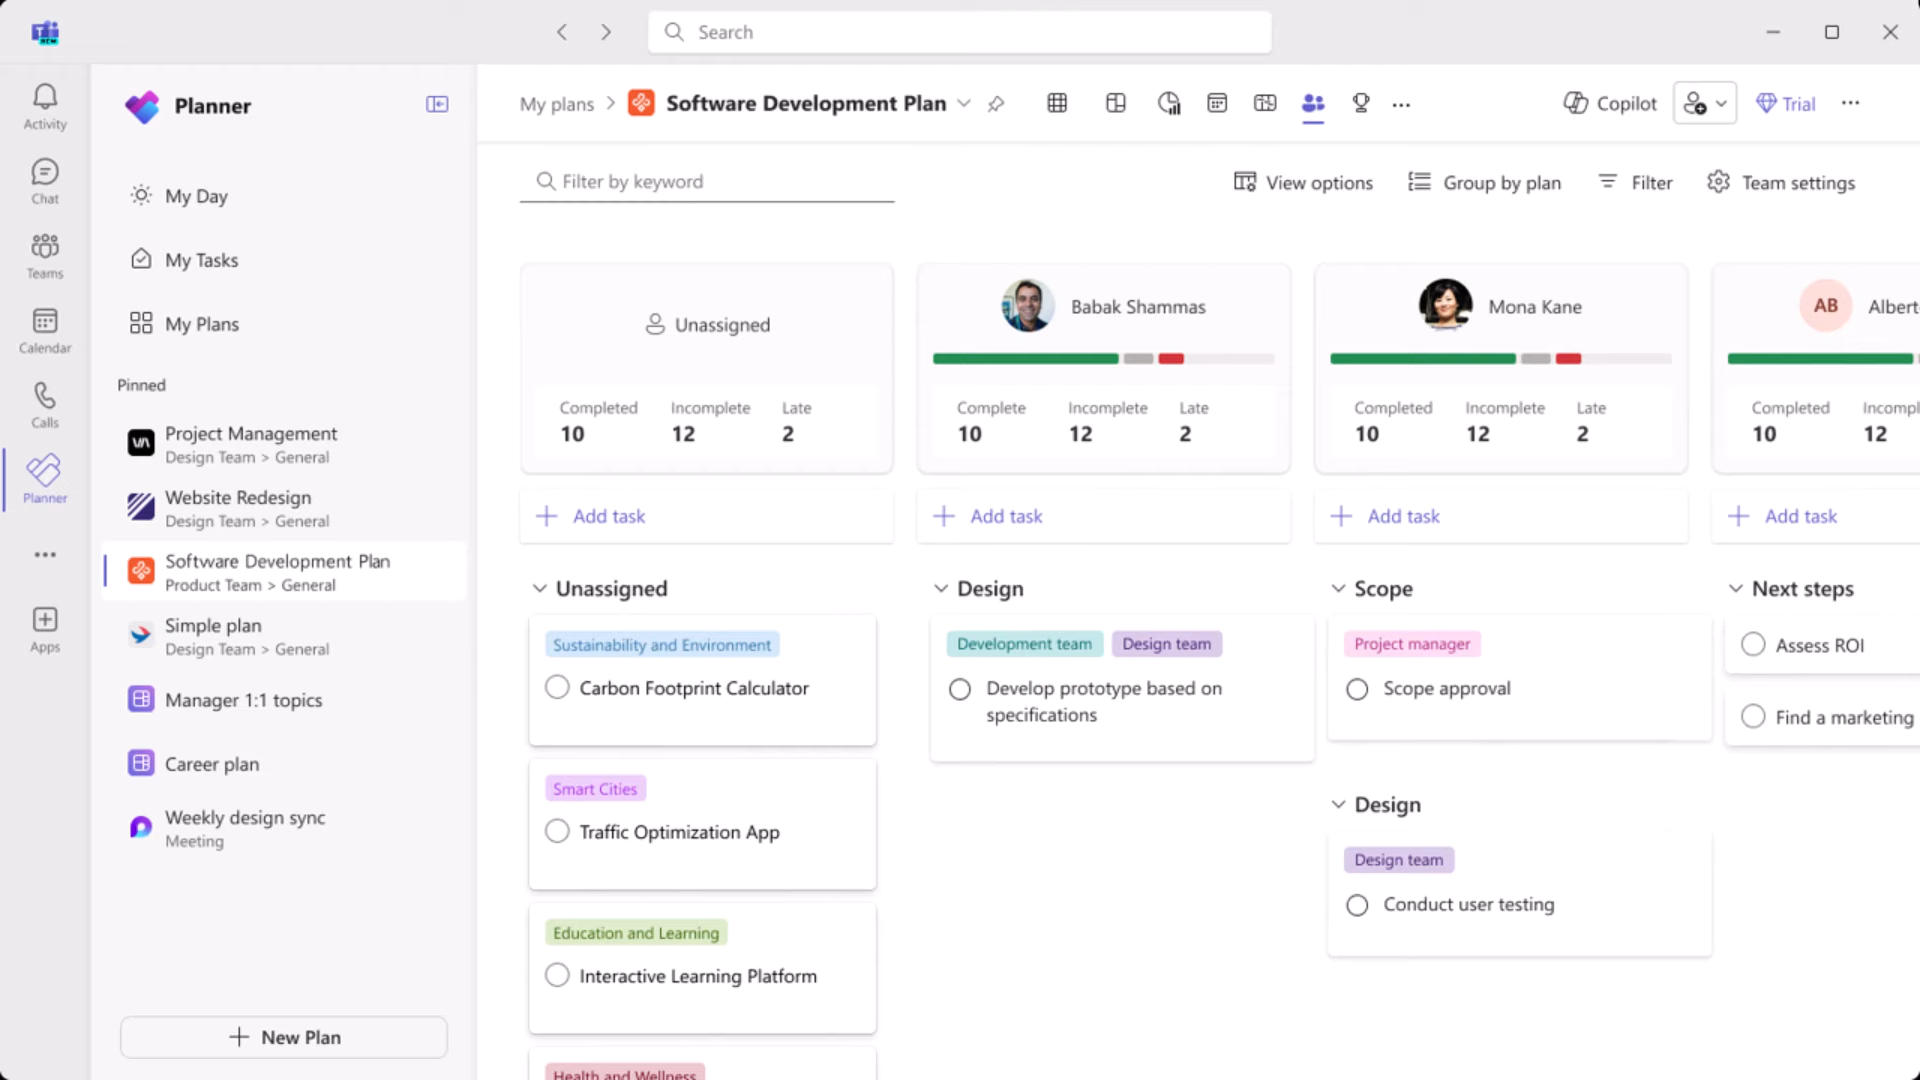 Search
Activity
Chat
Teams
Calendar
Calls
Planner
Apps
Planner
My Day
My Tasks
My Plans
Pinned
Project Management
Design Team > General
Website Redesign
Design Team > General
Software Development Plan
Product Team > General
Simple plan
Design Team > General
Manager 1:1 topics
Career plan
Weekly design sync
Meeting
New Plan
My plans > Software Development Plan
Copilot
Trial
Filter by keyword
View options
Group by plan
Filter
Team settings
Unassigned
Completed Incomplete Late
10 12 2
Add task
Unassigned
Sustainability and Environment
Carbon Footprint Calculator
Smart Cities
Traffic Optimization App
Education and Learning
Interactive Learning Platform
Health and Wellness
Babak Shammas
Complete Incomplete Late
10 12 2
Add task
Design
Development team Design team
Develop prototype based on
specifications
Mona Kane
Completed Incomplete Late
10 12 2
Add task
Scope
Project manager
Scope approval
Design
Design team
Conduct user testing
AB Albert
Completed Incompl
10 12
Add task
Next steps
Assess ROI
Find a marketing